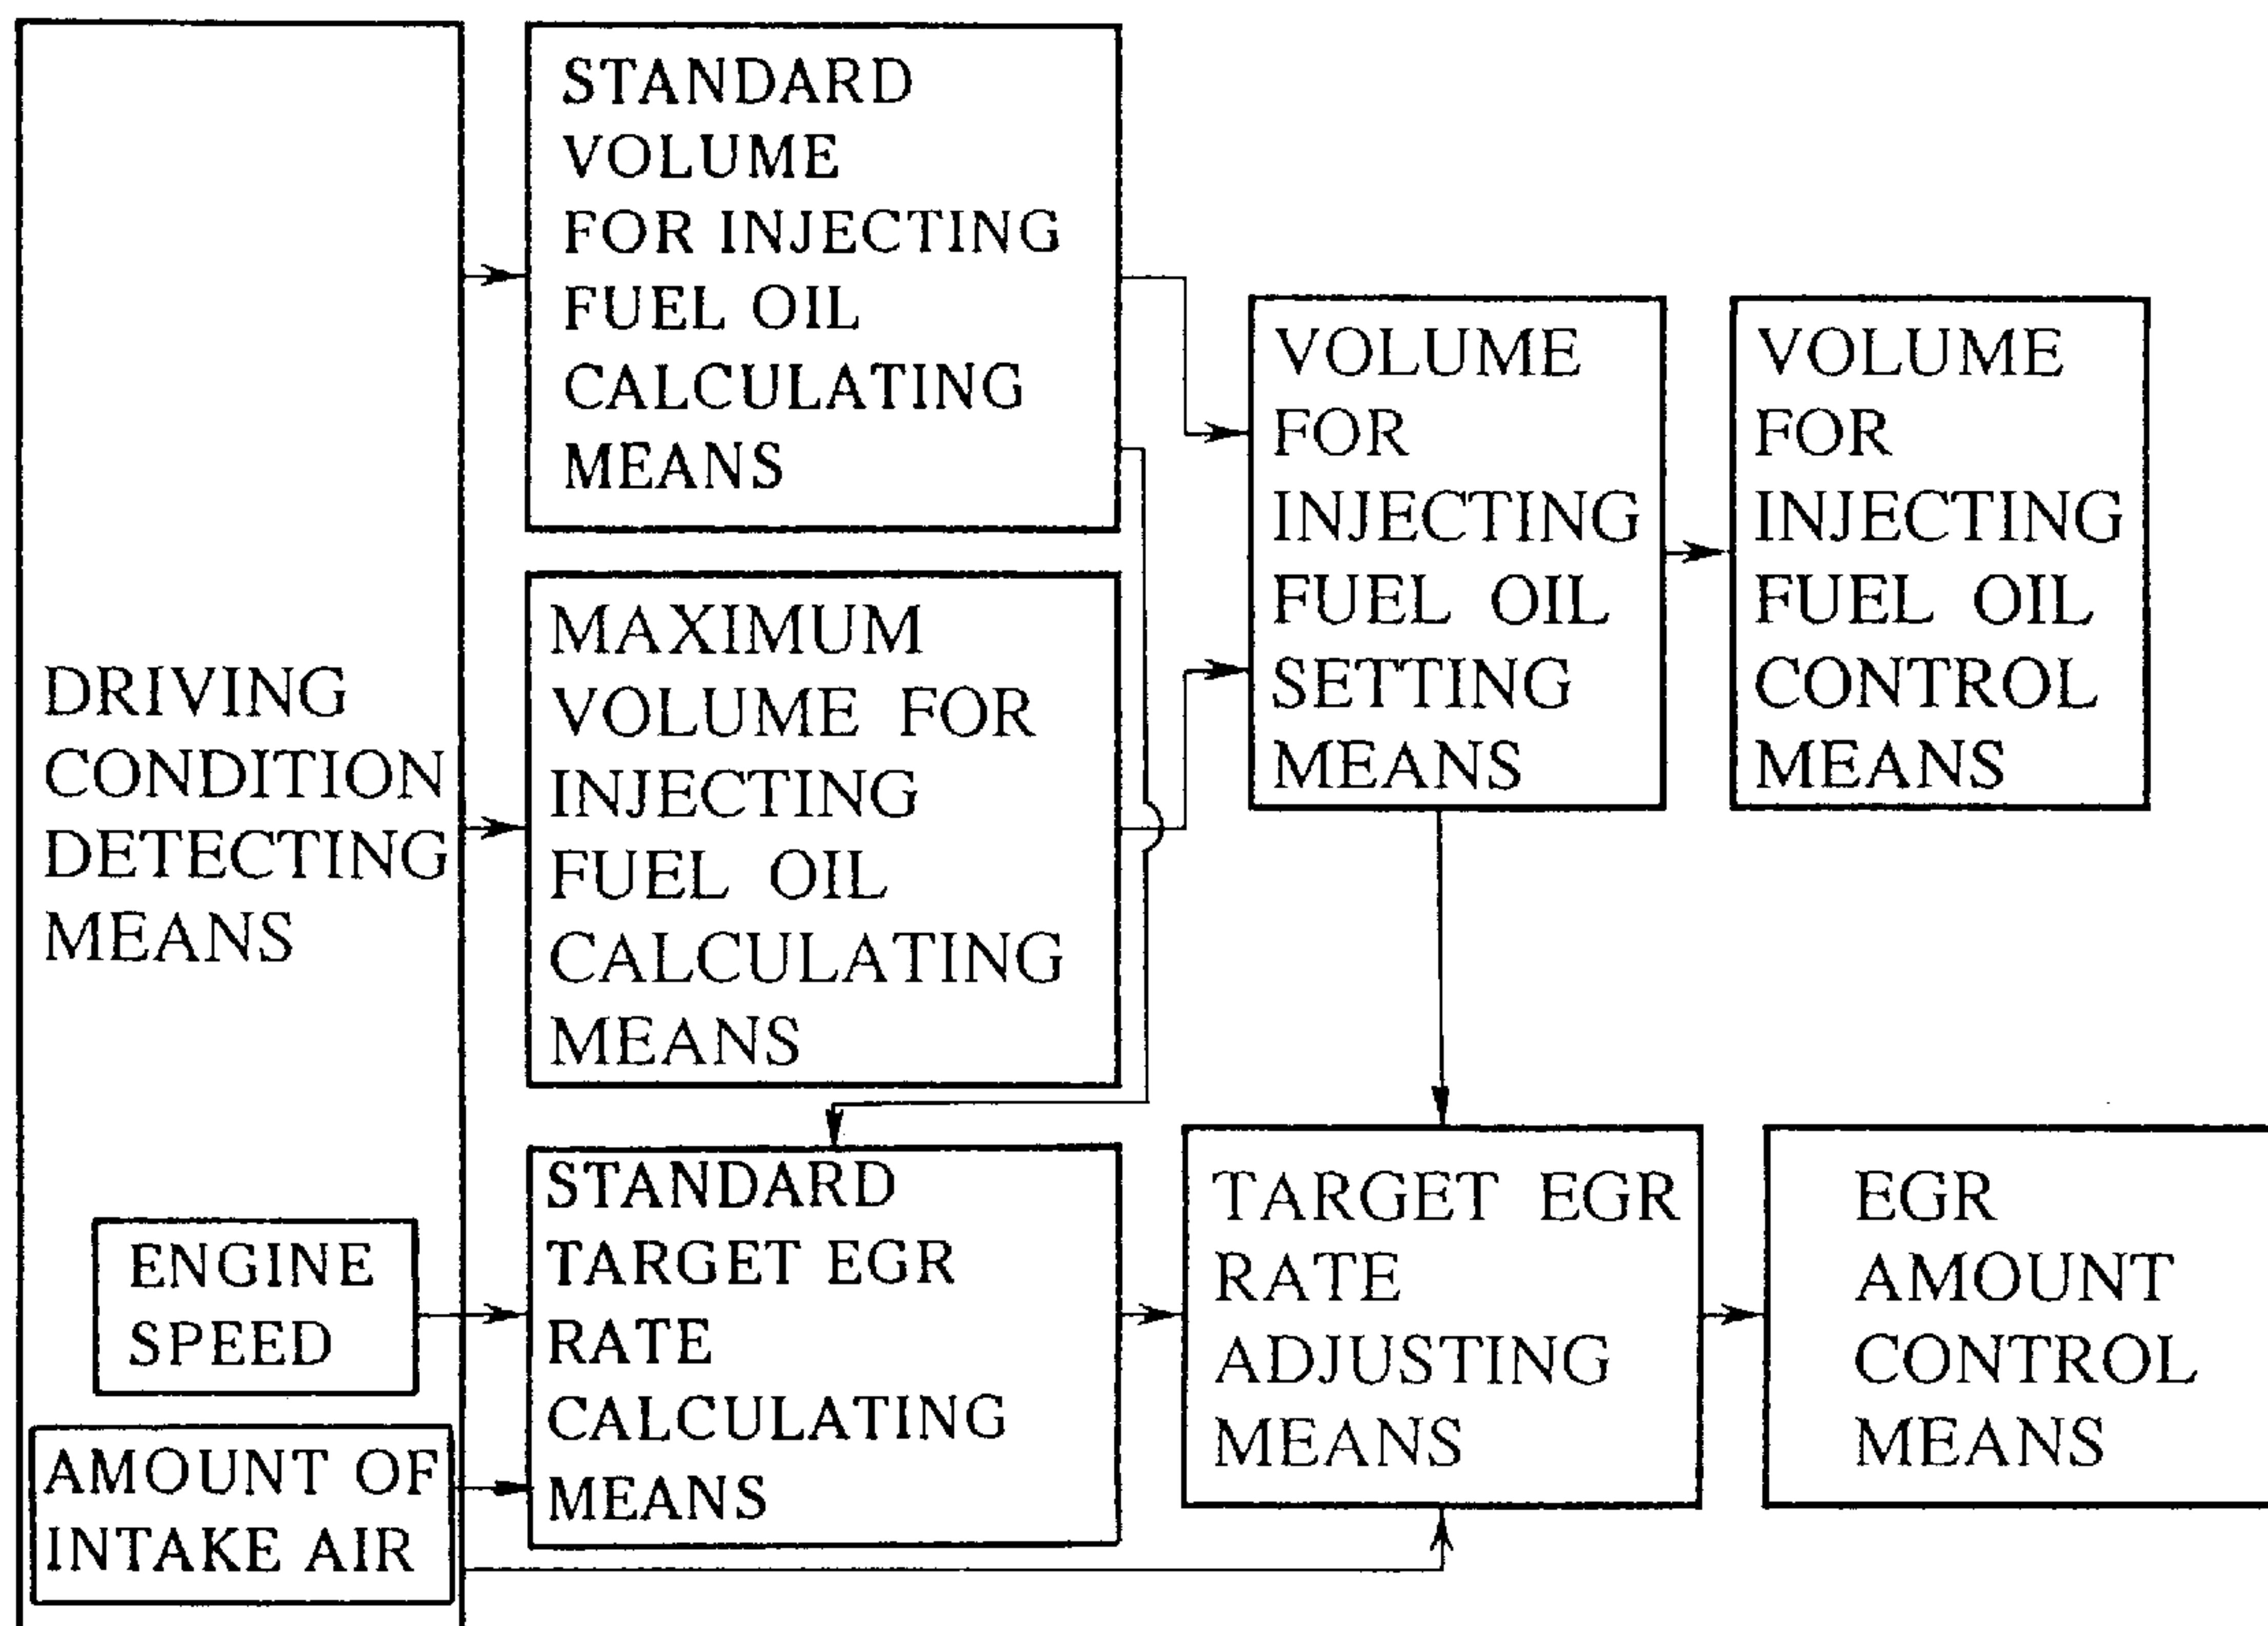 DRIVING
CONDITION
DETECTING
MEANS
ENGINE
SPEED
AMOUNT OF
INTAKE AIR
STANDARD
VOLUME
FOR INJECTING
FUEL OIL
CALCULATING
MEANS
MAXIMUM
VOLUME FOR
INJECTING
FUEL OIL
CALCULATING
MEANS
STANDARD
TARGET EGR
RATE
CALCULATING
MEANS
VOLUME
FOR
INJECTING
FUEL OIL
SETTING
MEANS
VOLUME
FOR
INJECTING
FUEL OIL
CONTROL
MEANS
TARGET EGR
RATE
ADJUSTING
MEANS
EGR
AMOUNT
CONTROL
MEANS